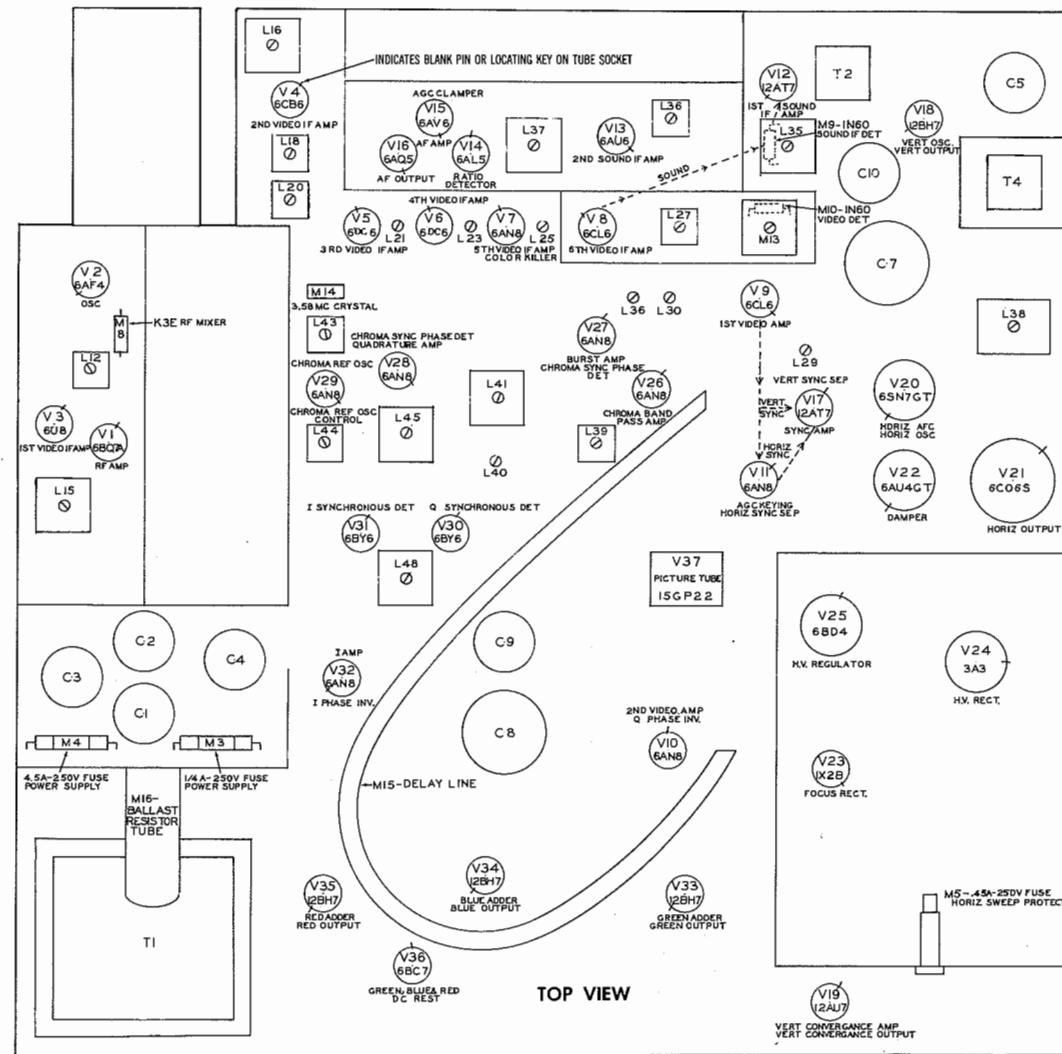 L16
INDICATES BLANK PIN OR LOCATING KEY ON TUBE SOCKET
V4
6CB6
2ND VIDEO IF AMP
L18
L20
AGC CLAMPER
V15
6AV6
AF AMP
V16
6AQ5
AF OUTPUT
V14
6AL5
RATIO
DETECTOR
L37
V13
6AU6
2ND SOUND IF AMP
L36
SOUND
V12
12AT7
1ST SOUND
IF AMP
T2
C5
M9-IN60
SOUND IF DET
L35
V18
12BH7
VERT OSC.
VERT OUTPUT
C10
T4
4TH VIDEO IF AMP
V5
6DC6
3RD VIDEO IF AMP
L21
V6
6DC6
L23
V7
6AN8
5TH VIDEO IF AMP
COLOR KILLER
L25
V8
6CL6
6TH VIDEO IF AMP
L27
M10-IN60
VIDEO DET
M13
C7
V2
6AF4
OSC
M8
K3E RF MIXER
L12
V3
6U8
1ST VIDEO IF AMP
V1
6BQ7A
RF AMP
L15
M14
3.58MC CRYSTAL
L43
CHROMA SYNC PHASE DET
QUADRATURE AMP
V28
6AN8
CHROMA REF OSC
V29
6AN8
CHROMA REF OSC
CONTROL
L44
L45
L41
L40
L36
L30
V27
6AN8
BURST AMP
CHROMA SYNC PHASE
DET
V26
6AN8
CHROMA BAND
PASS AMP
L39
V9
6CL6
1ST VIDEO AMP
L29
VERT SYNC SEP
VERT
SYNC
V17
12AT7
SYNC AMP
HORIZ
SYNC
V11
6AN8
AGC KEYING
HORIZ SYNC SEP
L38
V20
6SN7GT
HORIZ AFC
HORIZ OSC
V22
6AU4GT
DAMPER
V21
6CO6S
HORIZ OUTPUT
I SYNCHRONOUS DET
Q SYNCHRONOUS DET
V31
6BY6
V30
6BY6
L48
V37
PICTURE TUBE
15GP22
C2
C3
C4
C1
M4
M3
4.5A-250V FUSE
POWER SUPPLY
1/4A-250V FUSE
POWER SUPPLY
M16-
BALLAST
RESISTOR
TUBE
T1
I AMP
V32
6AN8
I PHASE INV.
C9
C8
M15-DELAY LINE
2ND VIDEO AMP
Q PHASE INV.
V10
6AN8
V25
6BD4
H.V. REGULATOR
V24
3A3
H.V. RECT.
V23
1X2B
FOCUS RECT.
M5-.45A-250V FUSE
HORIZ SWEEP PROTECT
V35
12BH7
RED ADDER
RED OUTPUT
V34
12BH7
BLUE ADDER
BLUE OUTPUT
V33
12BH7
GREEN ADDER
GREEN OUTPUT
V36
6BC7
GREEN, BLUE & RED
DC REST
TOP VIEW
V19
12AU7
VERT CONVERGANCE AMP
VERT CONVERGANCE OUTPUT